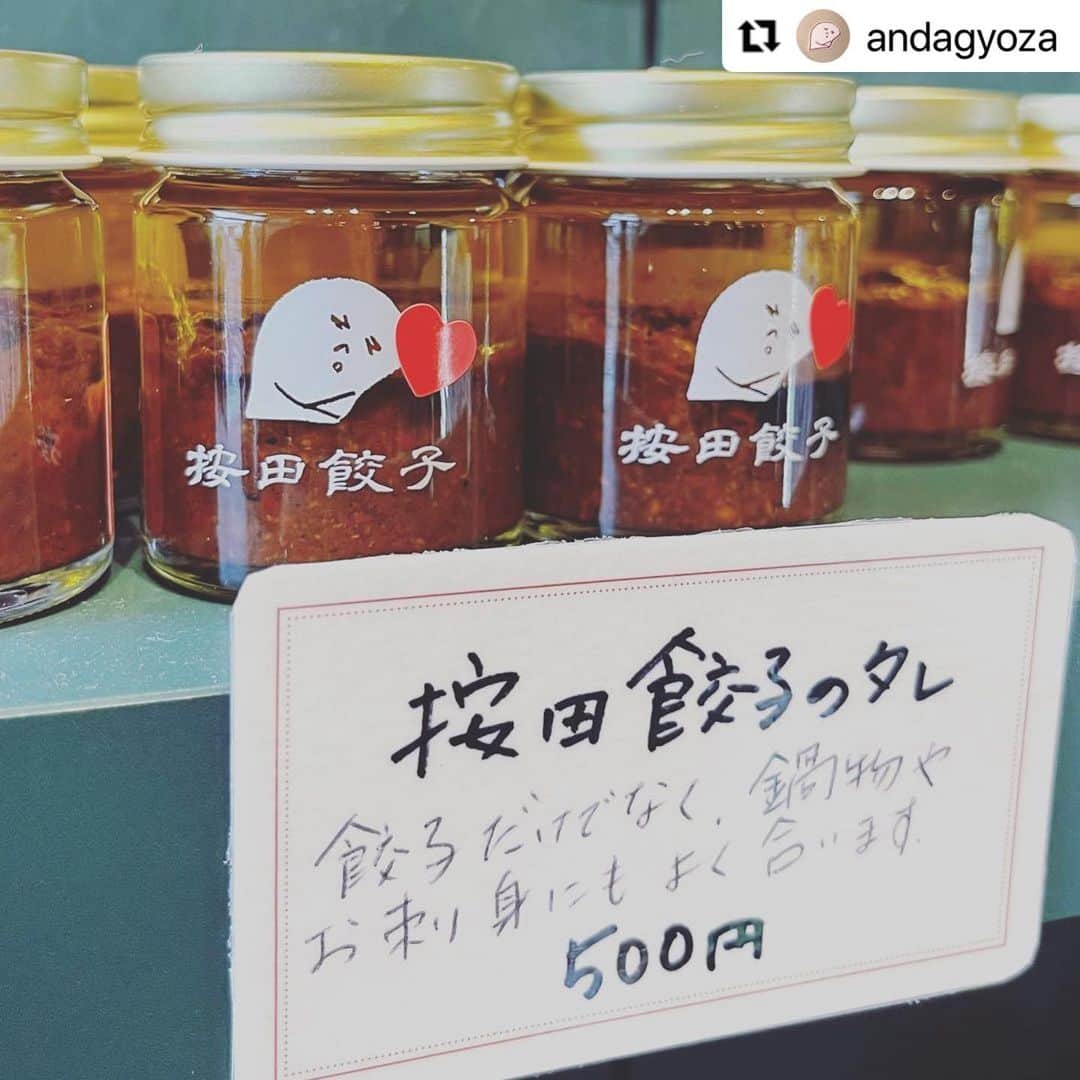 andagyoza
按田餃子
按田餃子
按田餃子のタレ
餃子だけでなく、鍋物や
お刺り身にもよく合います。
500円